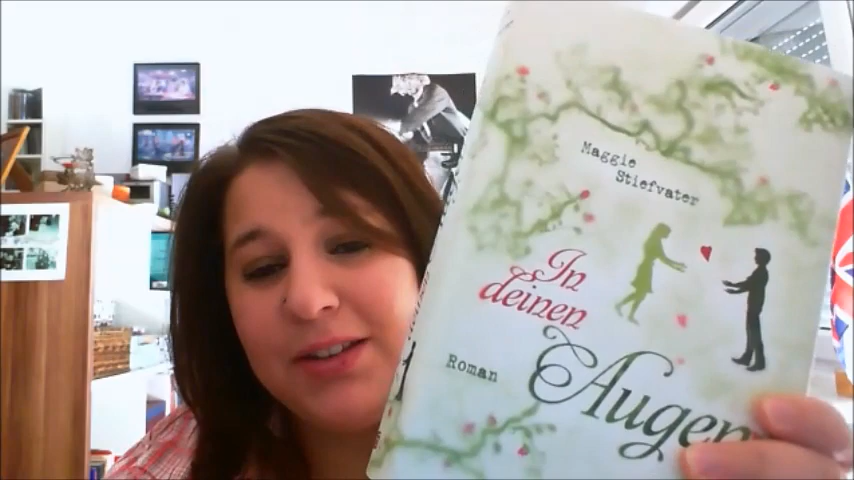 Maggie
Stiefvater
In
deinen
Augen
Roman